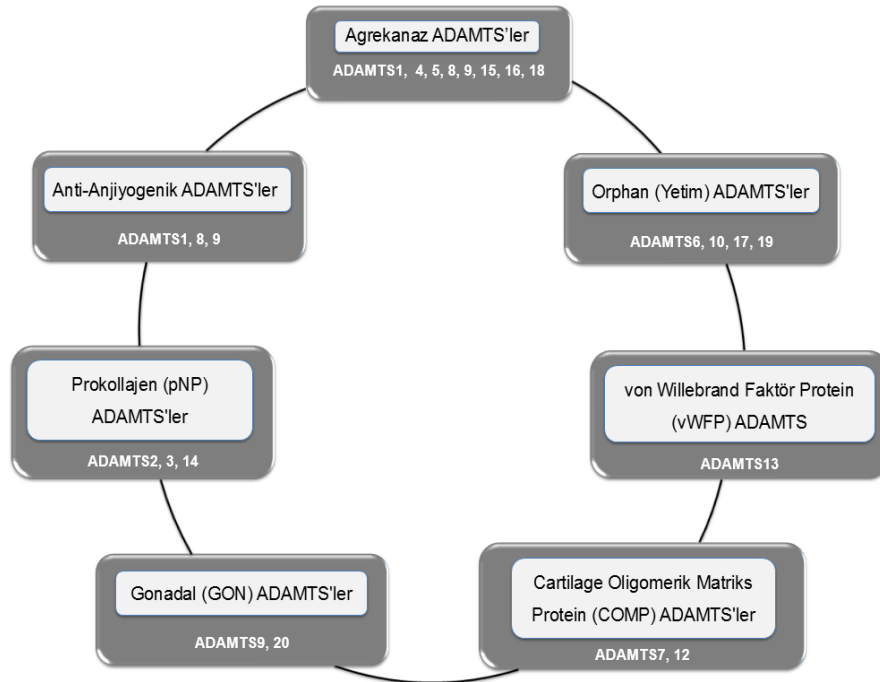 Agrekanaz ADAMTS’ler
ADAMTS1, 4, 5, 8, 9, 15, 16, 18
Anti-Anjiyogenik ADAMTS'ler
ADAMTS1, 8, 9
Orphan (Yetim) ADAMTS'ler
ADAMTS6, 10, 17, 19
Prokollajen (pNP)
ADAMTS'ler
ADAMTS2, 3, 14
von Willebrand Faktör Protein
(vWFP) ADAMTS
ADAMTS13
Gonadal (GON) ADAMTS'ler
ADAMTS9, 20
Cartilage Oligomerik Matriks
Protein (COMP) ADAMTS'ler
ADAMTS7, 12